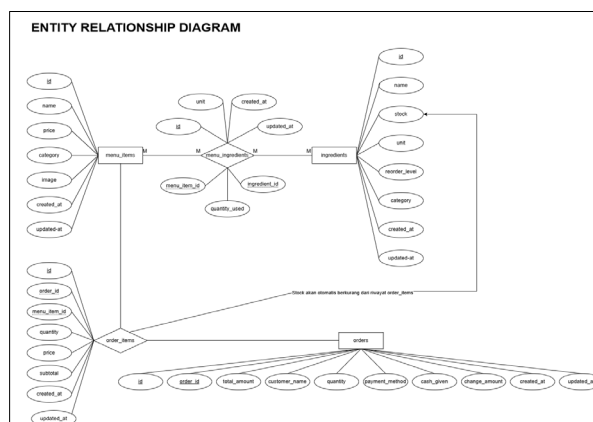 ENTITY RELATIONSHIP DIAGRAM
id
name
price
category
image
created_at
updated-at
menu_items
M
unit
created_at
id
updated_at
menu_ingredients
M
M
menu_item_id
ingredient_id
quantity_used
ingredients
id
name
stock
unit
reorder_level
category
created_at
updated-at
Stock akan otomatis berkurang dari riwayat order_items
id
order_id
menu_item_id
quantity
price
subtotal
created_at
updated_at
order_items
orders
id
order_id
total_amount
customer_name
quantity
payment_method
cash_given
change_amount
created_at